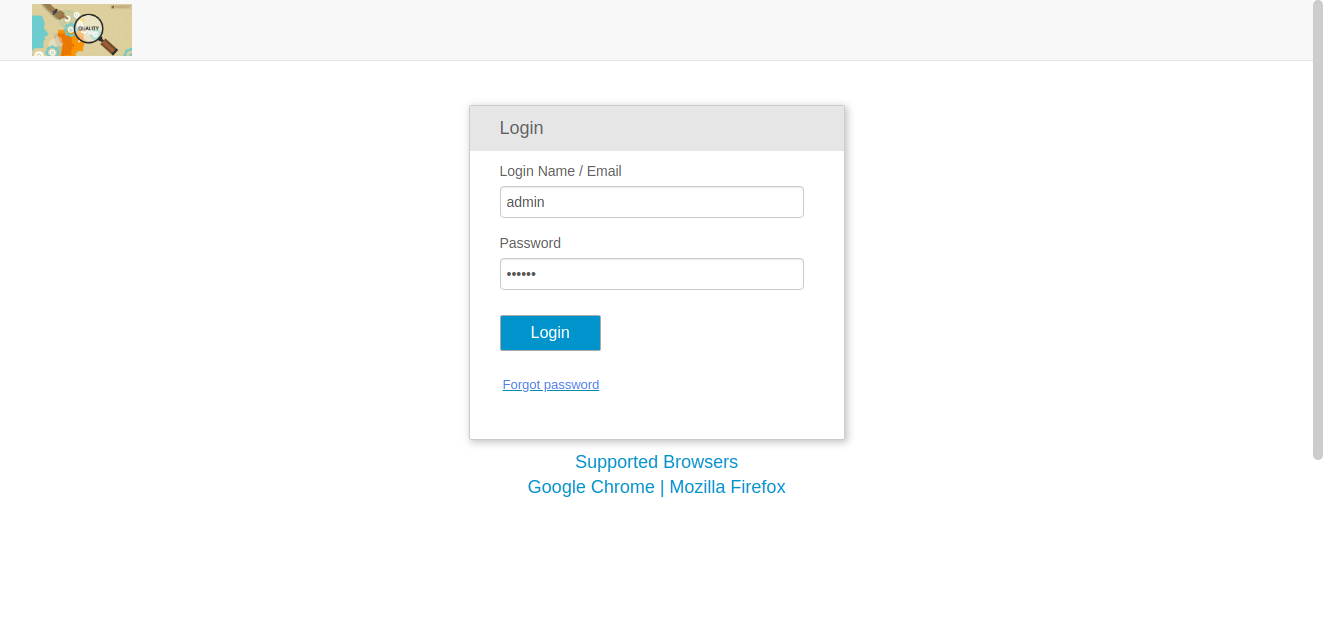 QUALITY
Login
Login Name / Email
admin
Password
••••••
Login
Forgot password
Supported Browsers
Google Chrome | Mozilla Firefox